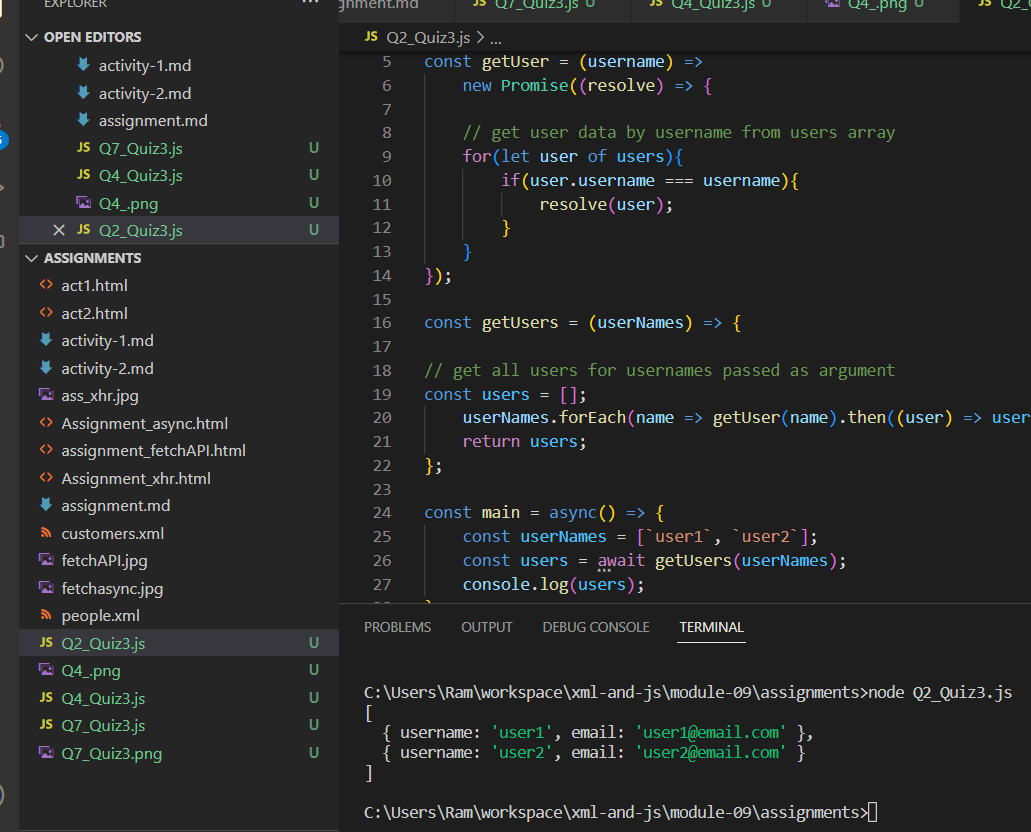 EXPLORER
OPEN EDITORS
activity-1.md
activity-2.md
assignment.md
JS Q7_Quiz3.js U
JS Q4_Quiz3.js U
Q4_.png U
JS Q2_Quiz3.js U
ASSIGNMENTS
act1.html
act2.html
activity-1.md
activity-2.md
ass_xhr.jpg
Assignment_async.html
assignment_fetchAPI.html
Assignment_xhr.html
assignment.md
customers.xml
fetchAPI.jpg
fetchasync.jpg
people.xml
JS Q2_Quiz3.js U
Q4_.png U
JS Q4_Quiz3.js U
JS Q7_Quiz3.js U
Q7_Quiz3.png U
gnment.md JS Q7_Quiz3.js U JS Q4_Quiz3.js U Q4_.png U JS Q2_Q
JS Q2_Quiz3.js > ...
5 const getUser = (username) =>
6 new Promise((resolve) => {
7
8 // get user data by username from users array
9 for(let user of users){
10 if(user.username === username){
11 resolve(user);
12 }
13 }
14 });
15
16 const getUsers = (userNames) => {
17
18 // get all users for usernames passed as argument
19 const users = [];
20 userNames.forEach(name => getUser(name).then((user) => user
21 return users;
22 };
23
24 const main = async() => {
25 const userNames = [`user1`, `user2`];
26 const users = await getUsers(userNames);
27 console.log(users);
PROBLEMS OUTPUT DEBUG CONSOLE TERMINAL
C:\Users\Ram\workspace\xml-and-js\module-09\assignments>node Q2_Quiz3.js
[
{ username: 'user1', email: 'user1@email.com' },
{ username: 'user2', email: 'user2@email.com' }
]
C:\Users\Ram\workspace\xml-and-js\module-09\assignments>